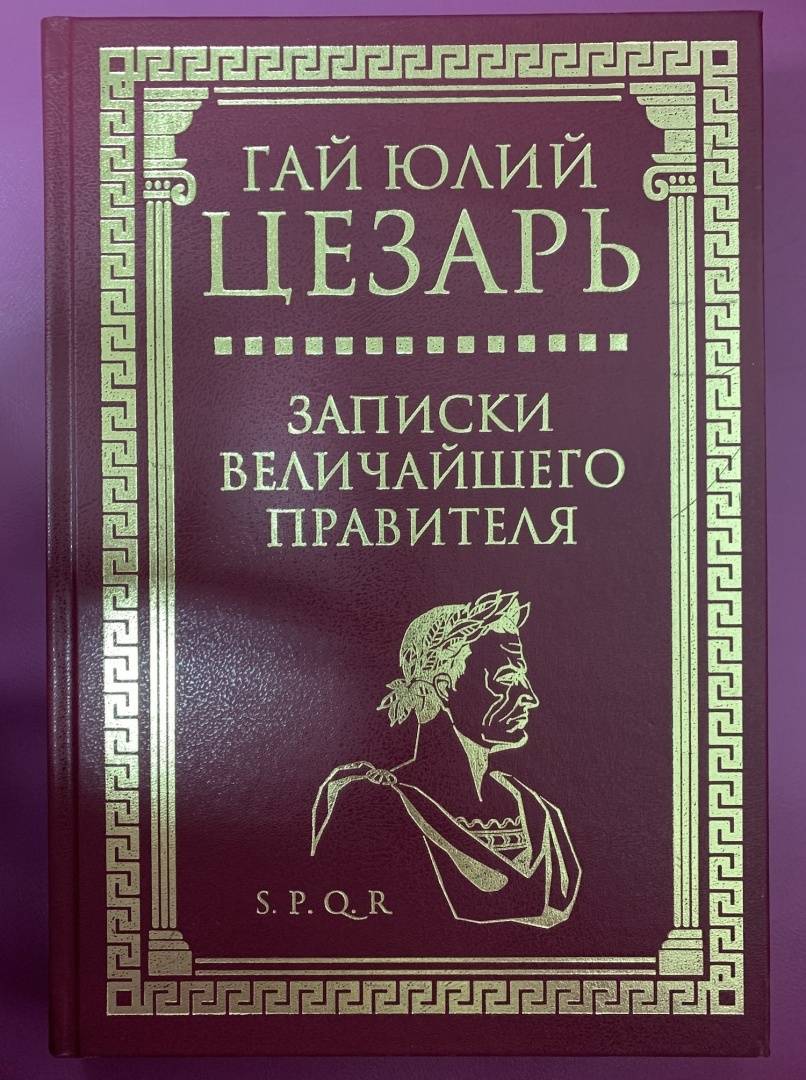 ГАЙ ЮЛИЙ
ЦЕЗАРЬ
ЗАПИСКИ
ВЕЛИЧАЙШЕГО
ПРАВИТЕЛЯ
S. P. Q. R